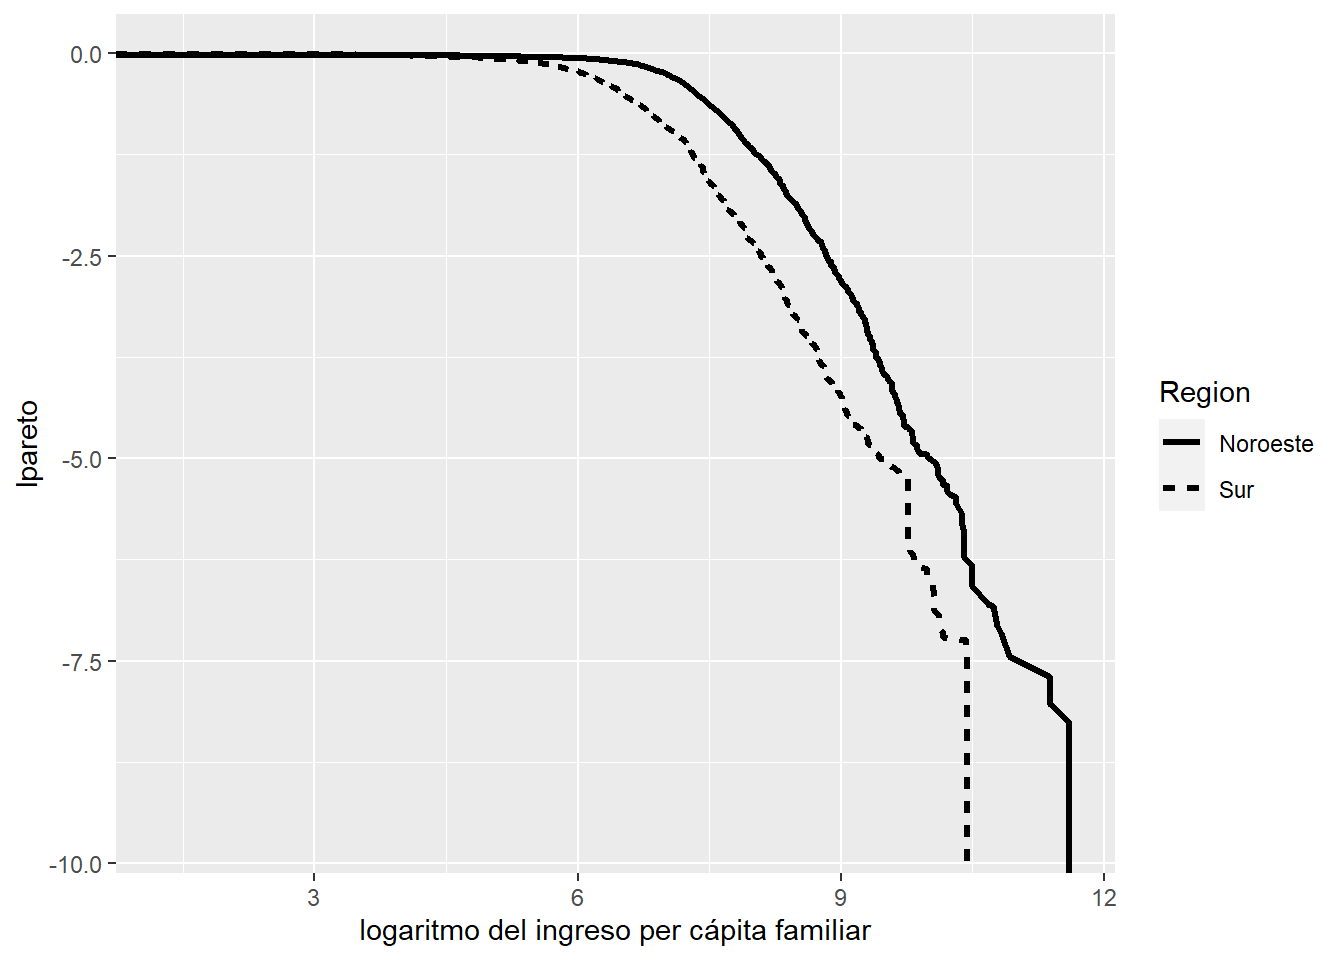 0.0
-2.5
-5.0
-7.5
-10.0
lpareto
3
6
9
12
logaritmo del ingreso per cápita familiar
Region
Noroeste
Sur